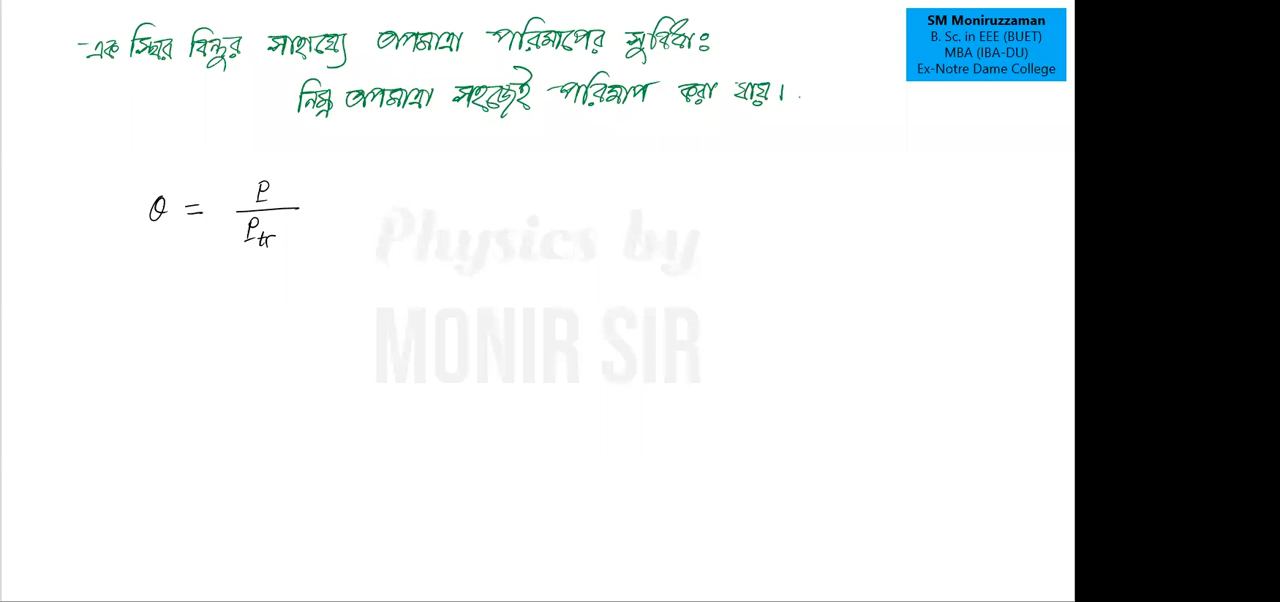 -এক স্থির বিন্দুর সাহায্যে তাপমাত্রা পরিমাপের সুবিধাঃ
নিম্ন তাপমাত্রা সহজেই পরিমাপ করা যায়।
θ = P / P_tr
SM Moniruzzaman
B. Sc. in EEE (BUET)
MBA (IBA-DU)
Ex-Notre Dame College
Physics by
MONIR SIR